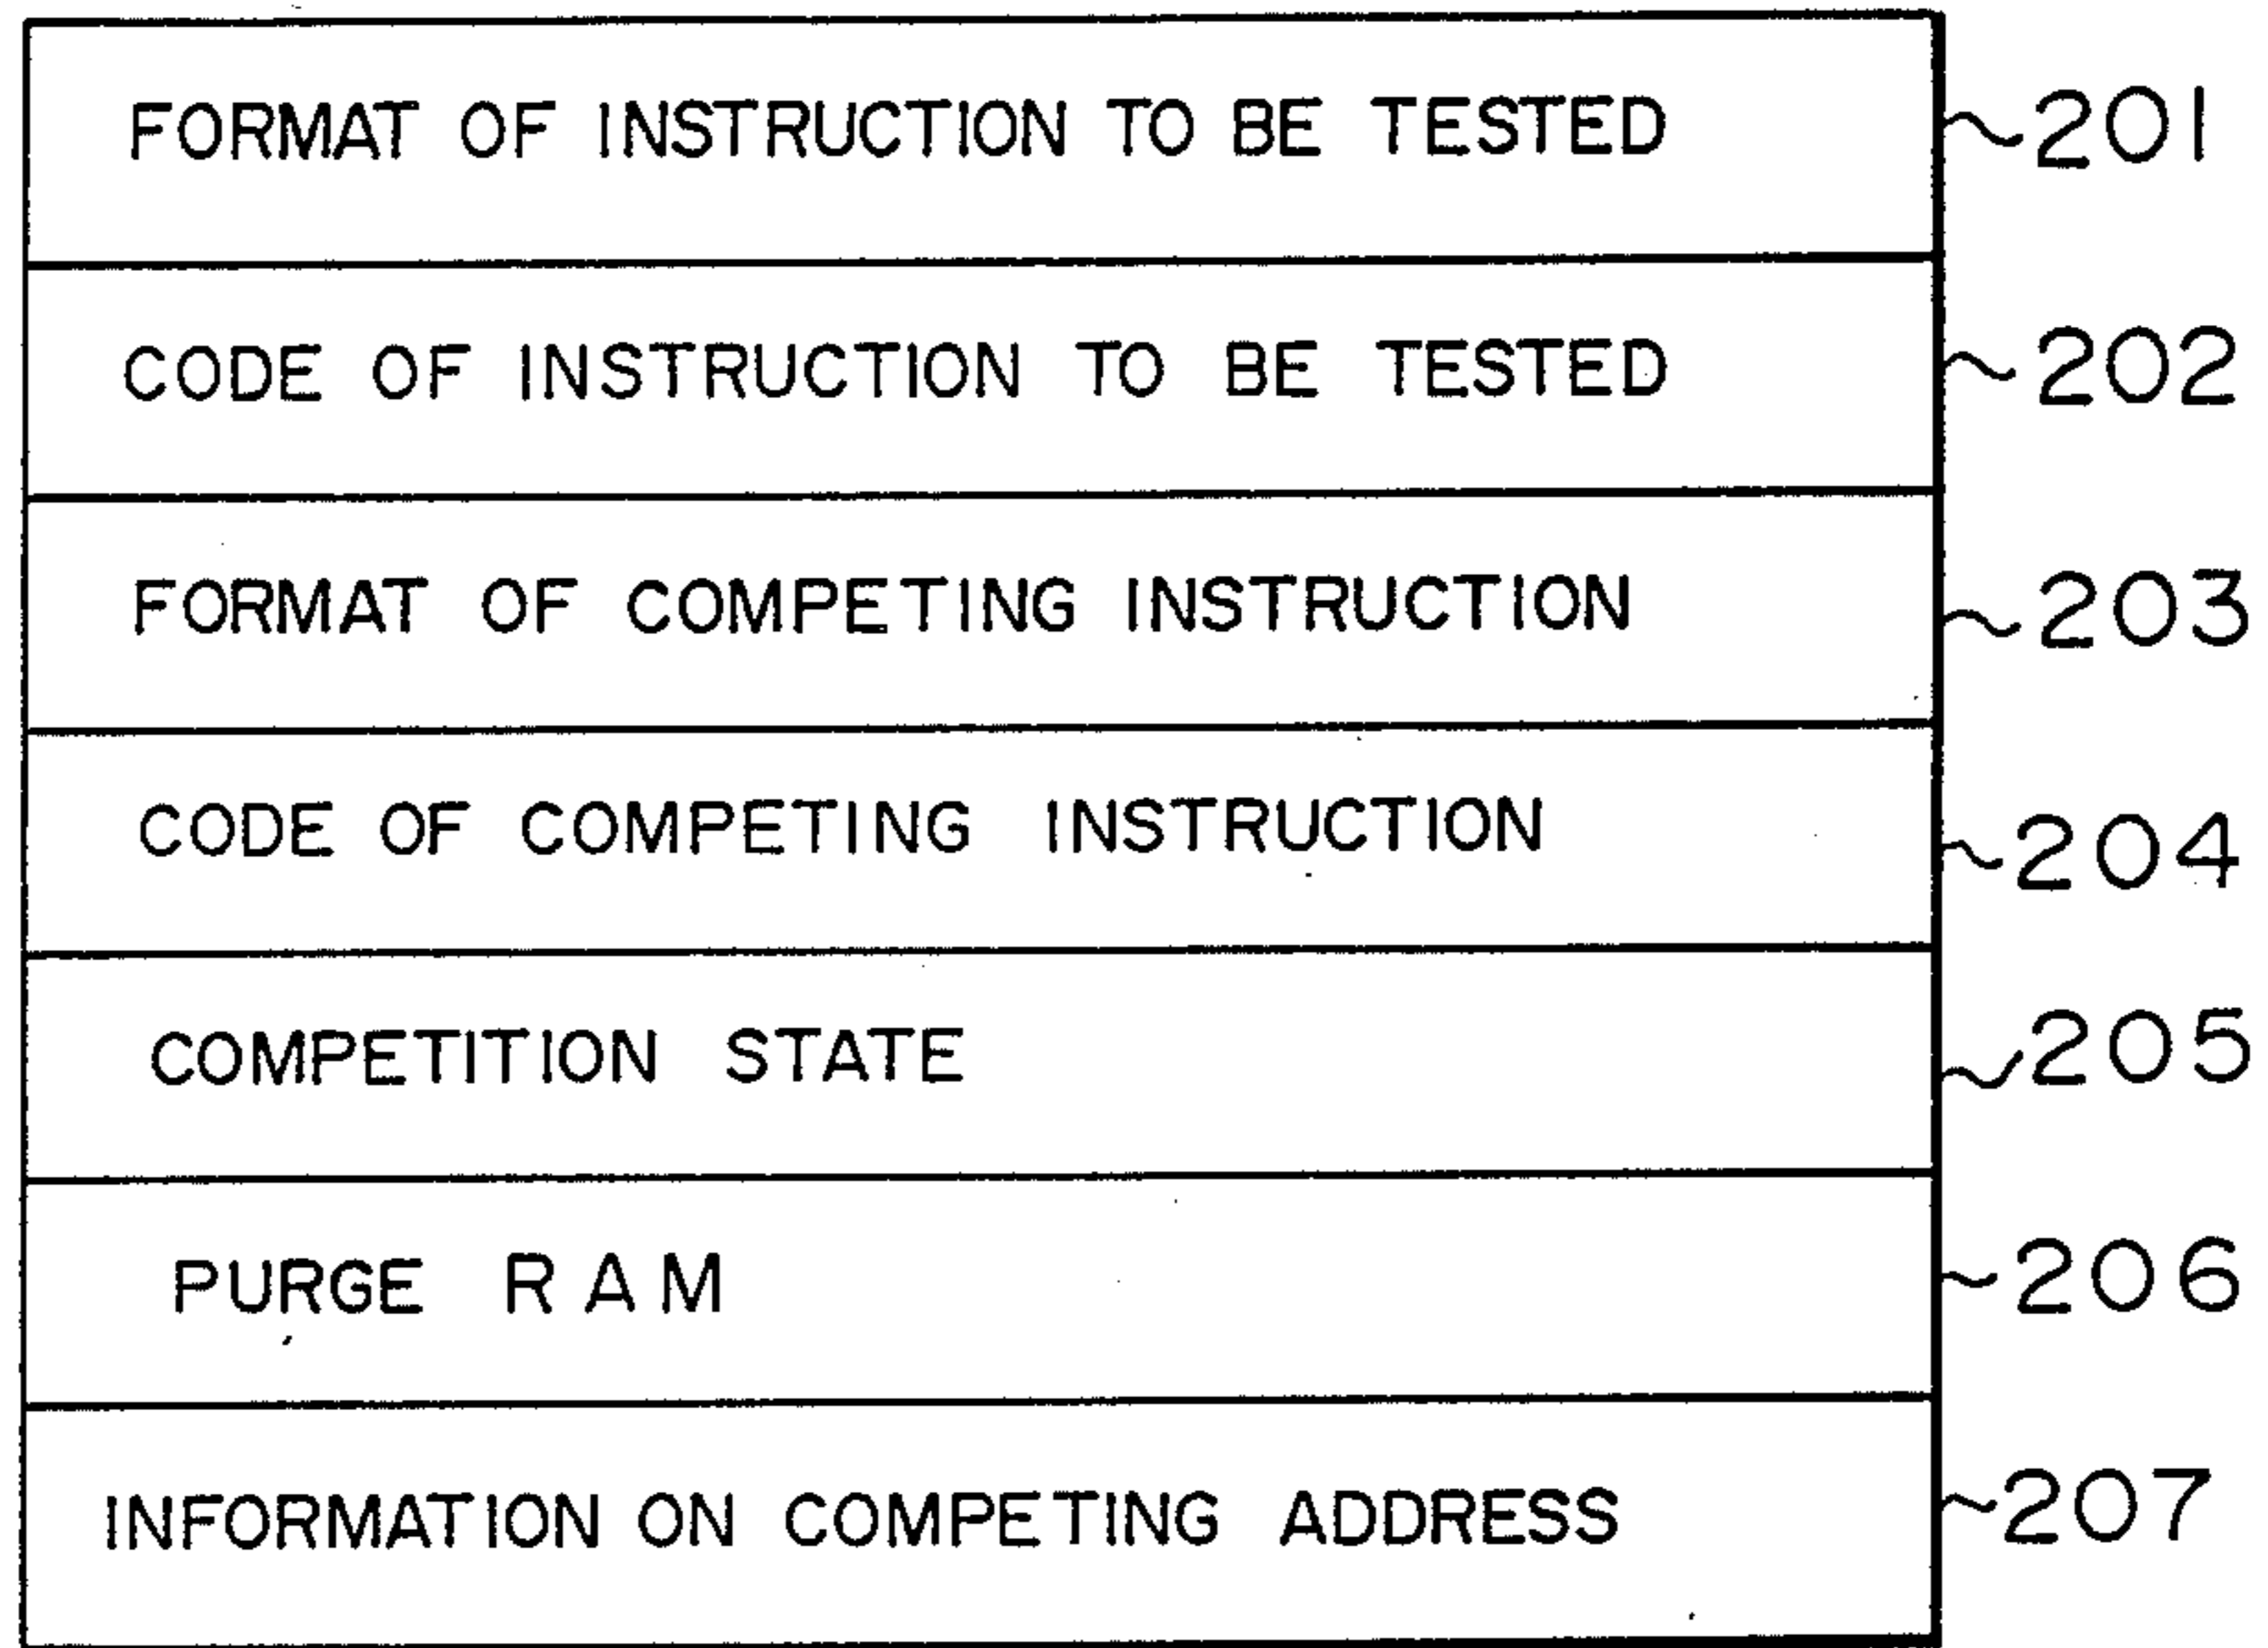 FORMAT OF INSTRUCTION TO BE TESTED 201
CODE OF INSTRUCTION TO BE TESTED 202
FORMAT OF COMPETING INSTRUCTION 203
CODE OF COMPETING INSTRUCTION 204
COMPETITION STATE 205
PURGE RAM 206
INFORMATION ON COMPETING ADDRESS 207